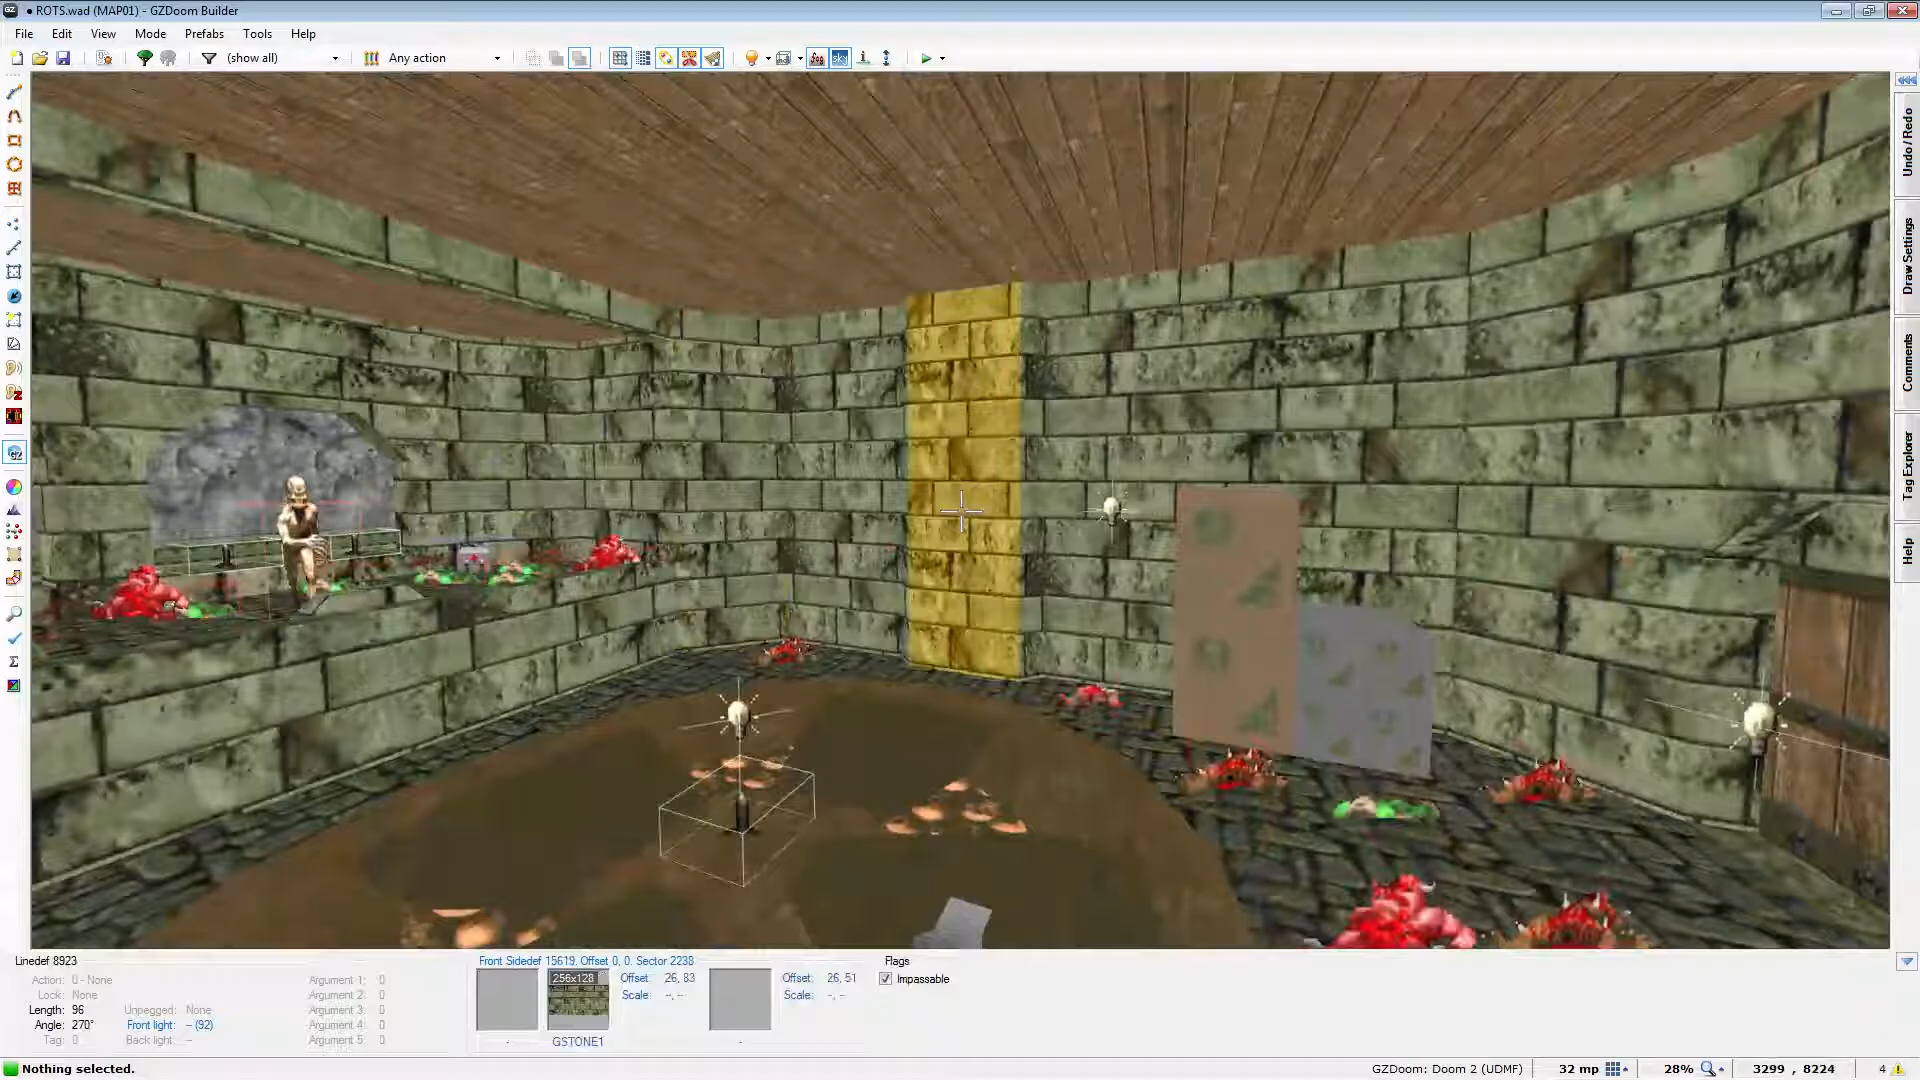 • ROTS.wad (MAP01) - GZDoom Builder
File Edit View Mode Prefabs Tools Help
(show all) Any action
Undo / Redo
Draw Settings
Comments
Tag Explorer
Help
Linedef 8923
Action: 0 - None
Lock: None
Length: 96
Angle: 270°
Tag: 0
Unpegged: None
Front light: -- (92)
Back light: --
Argument 1: 0
Argument 2: 0
Argument 3: 0
Argument 4: 0
Argument 5: 0
Front Sidedef 15619. Offset 0, 0. Sector 2238
256x128
Offset: 26, 83
Scale: --, --
GSTONE1
Offset: 26, 51
Scale: --, --
Flags
Impassable
Nothing selected.
GZDoom: Doom 2 (UDMF) 32 mp 28% 3299 , 8224 4